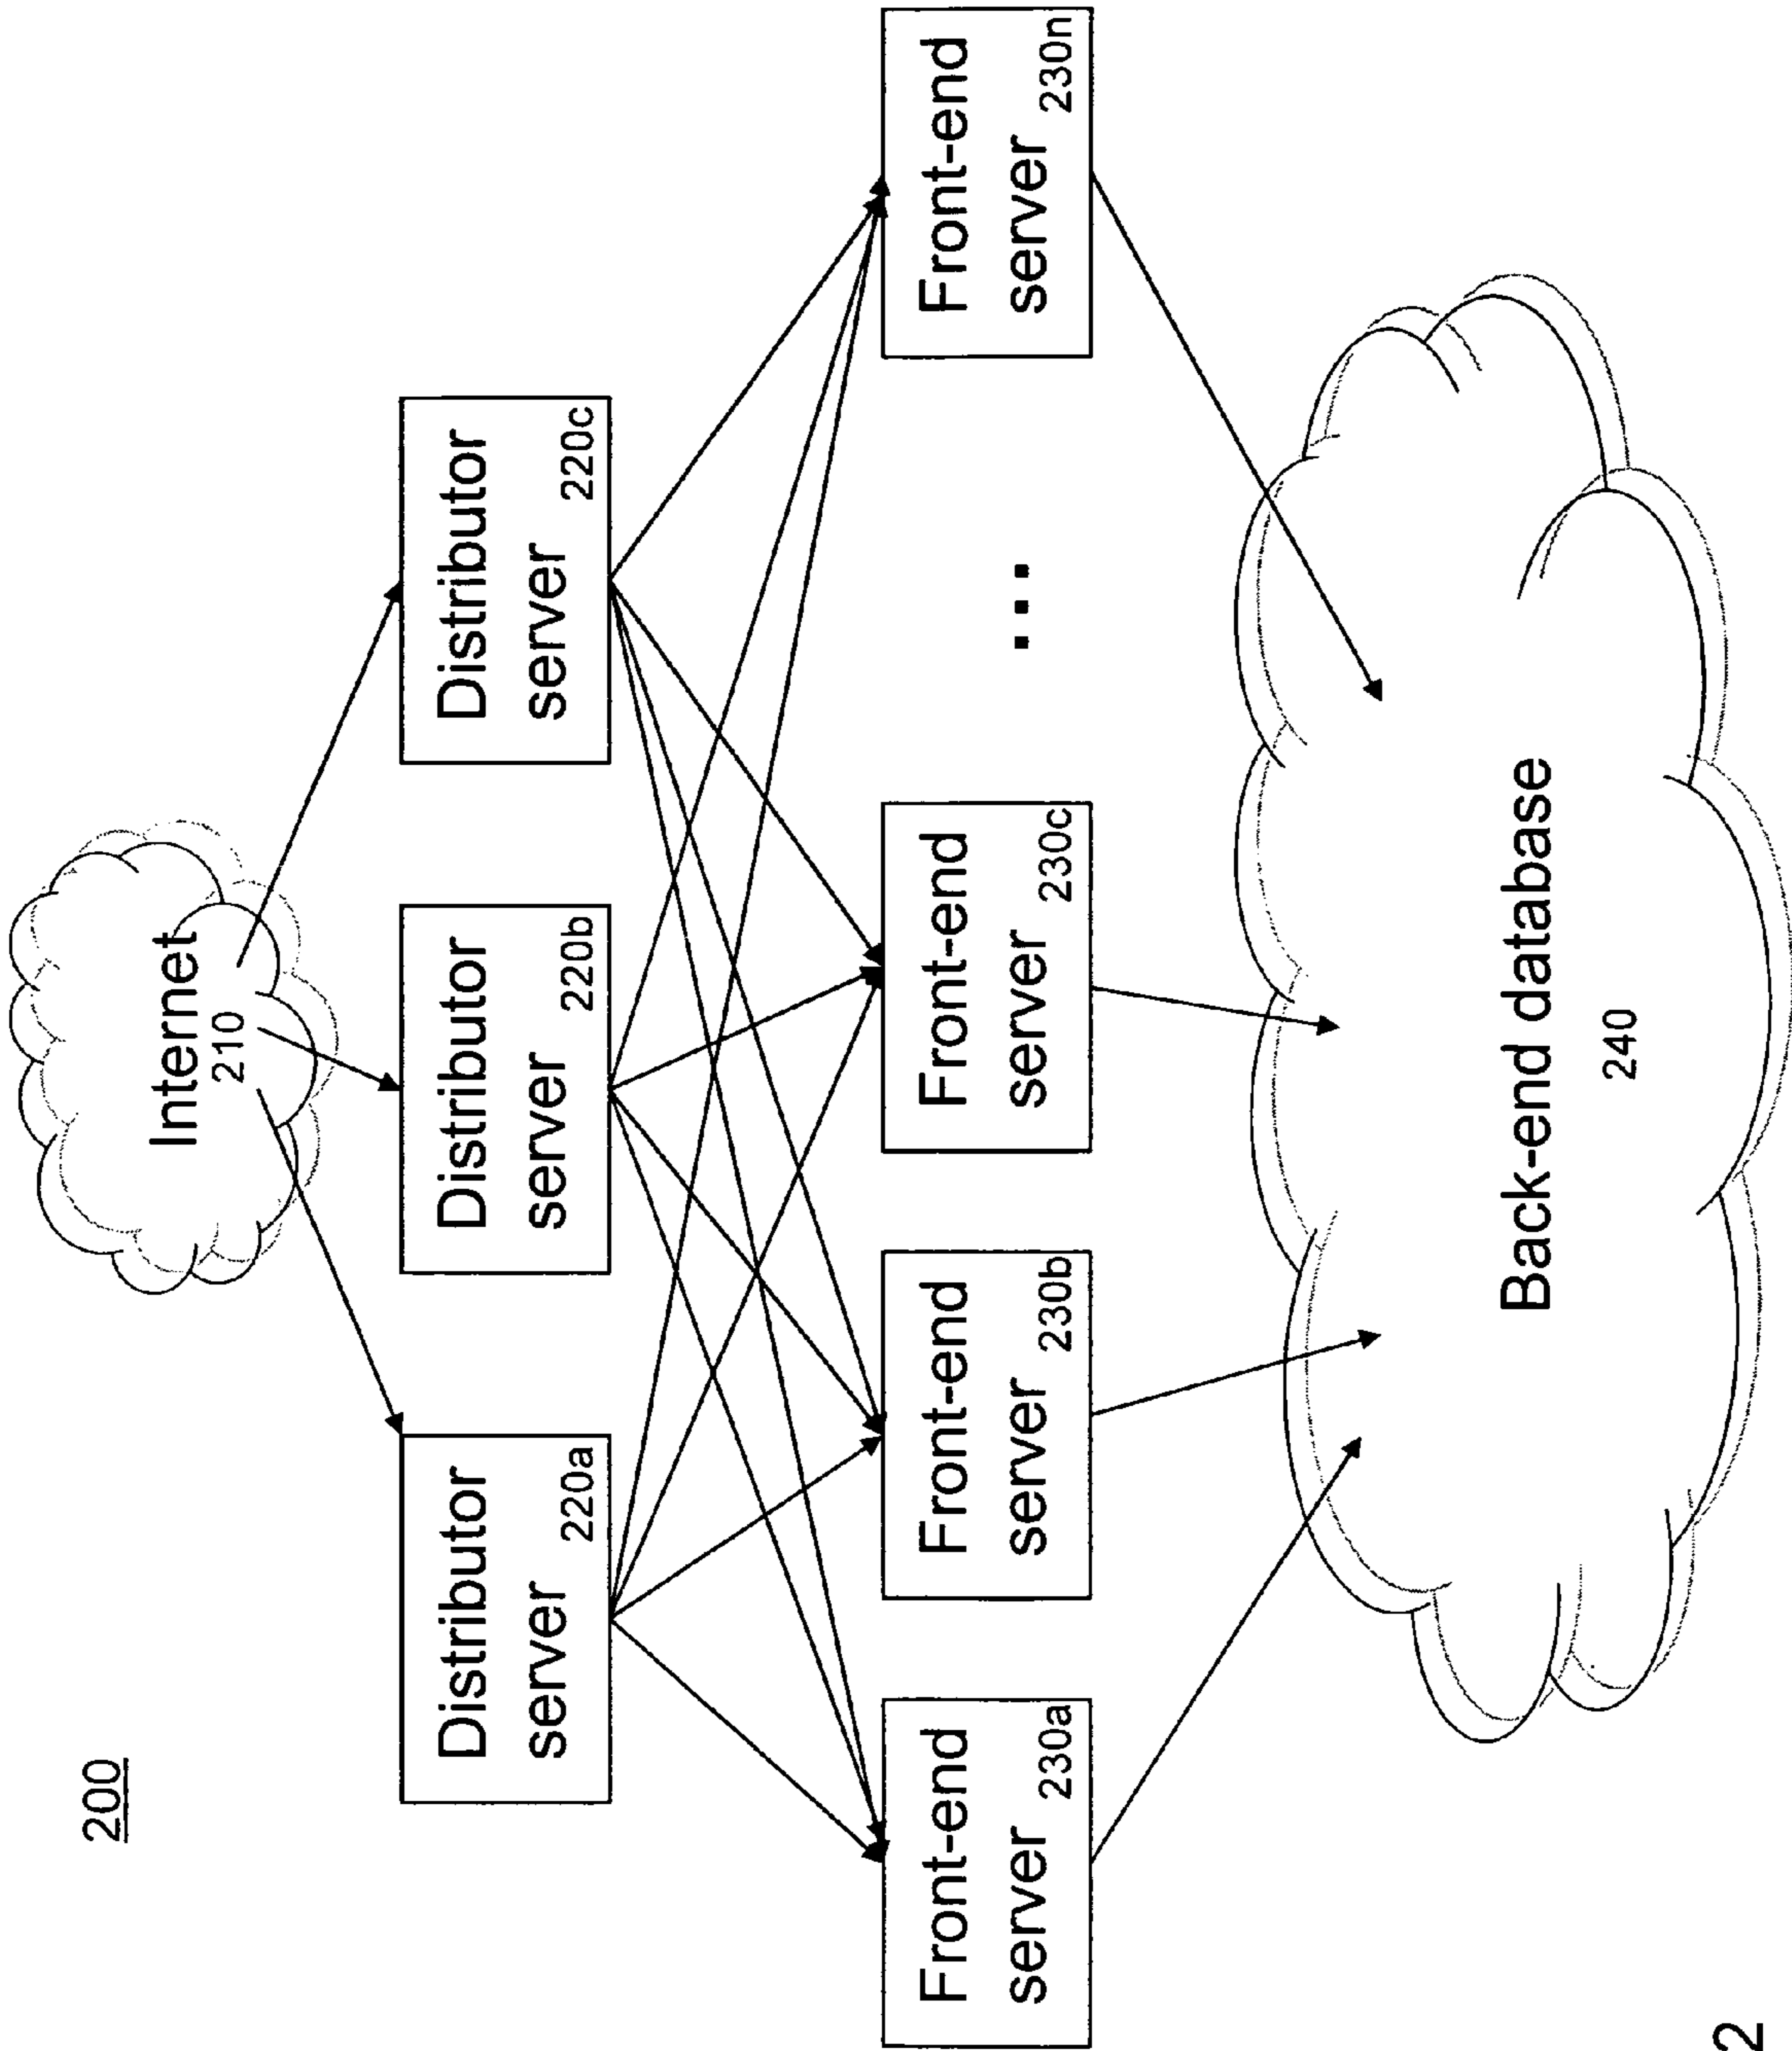 200
Internet
210
Distributor
server
220a
Distributor
server
220b
Distributor
server
220c
Front-end
server
230a
Front-end
server
230b
Front-end
server
230c
...
Front-end
server
230n
Back-end database
240
2